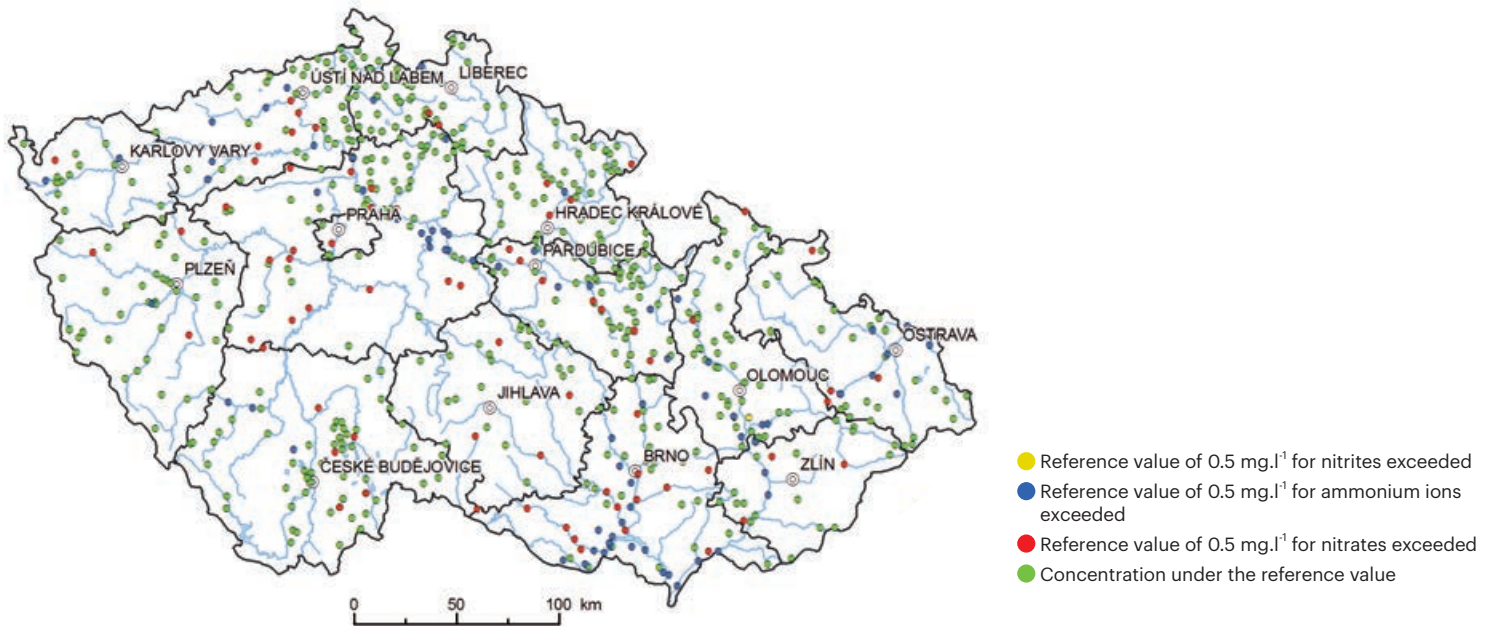 ÚSTÍ NAD LABEM
LIBEREC
KARLOVY VARY
PRAHA
HRADEC KRÁLOVÉ
PARDUBICE
PLZEŇ
OSTRAVA
OLOMOUC
JIHLAVA
BRNO
ZLÍN
ČESKÉ BUDĚJOVICE
0 50 100 km
Reference value of 0.5 mg.l⁻¹ for nitrites exceeded
Reference value of 0.5 mg.l⁻¹ for ammonium ions
exceeded
Reference value of 0.5 mg.l⁻¹ for nitrates exceeded
Concentration under the reference value